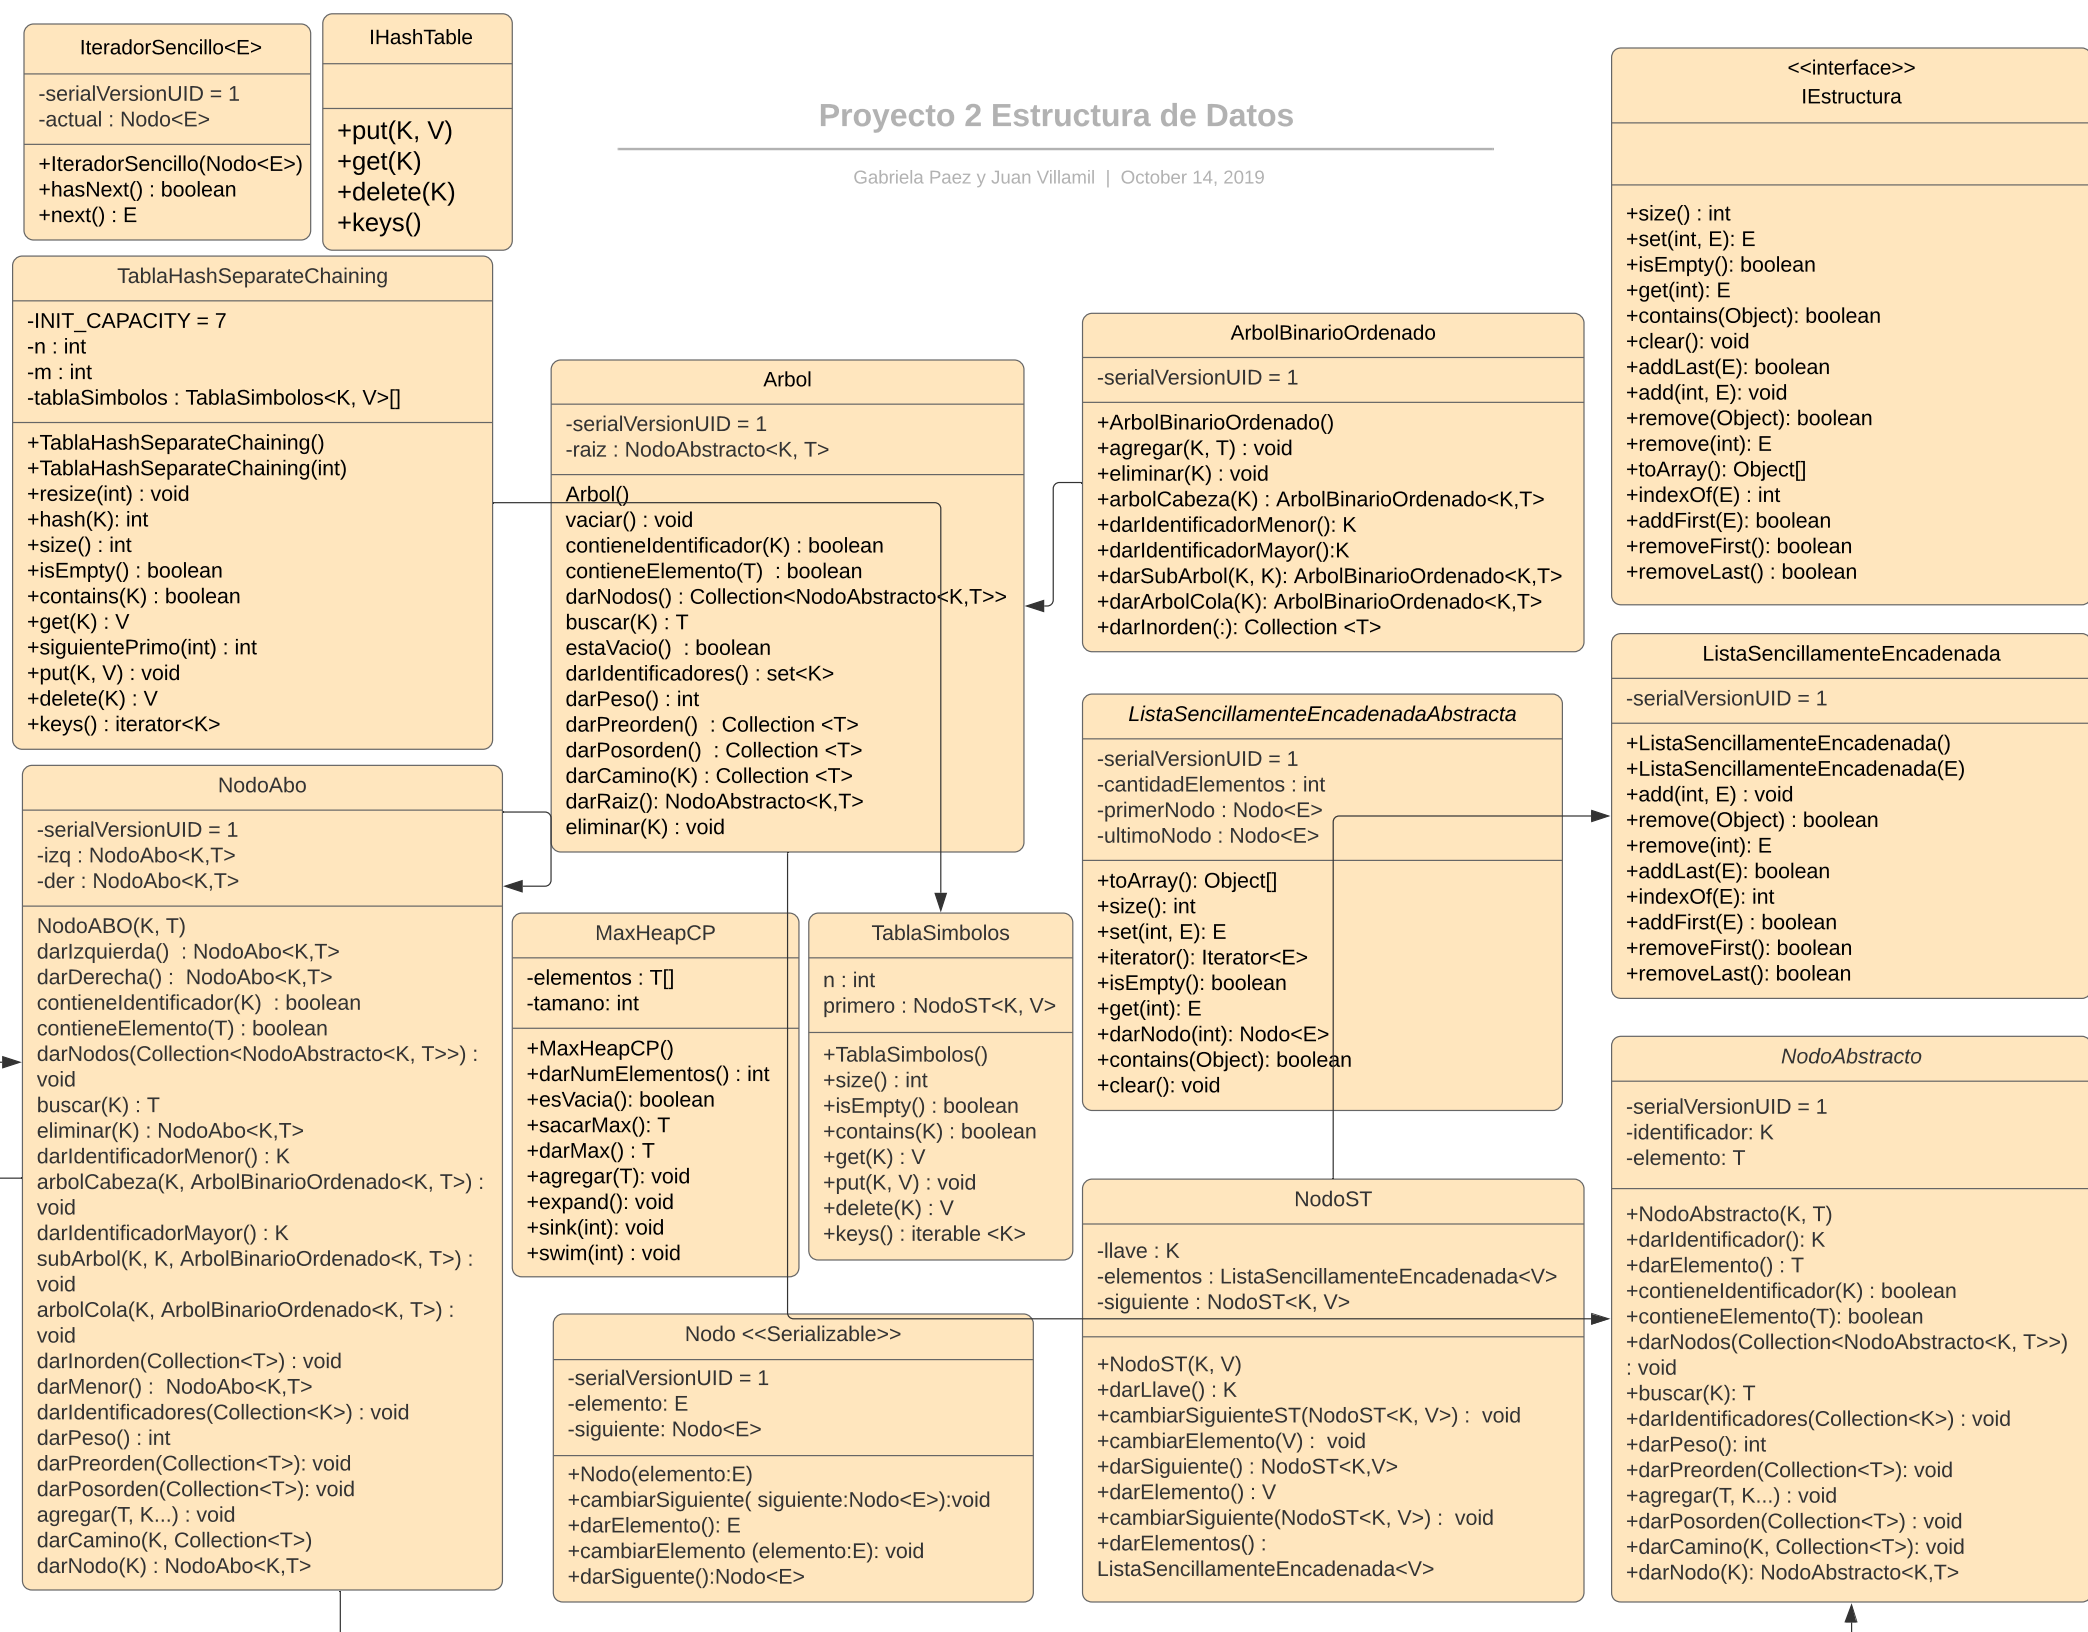 IteradorSencillo<E>
-serialVersionUID = 1
-actual : Nodo<E>
+IteradorSencillo(Nodo<E>)
+hasNext() : boolean
+next() : E
IHashTable
+put(K, V)
+get(K)
+delete(K)
+keys()
Proyecto 2 Estructura de Datos
Gabriela Paez y Juan Villamil | October 14, 2019
<<interface>>
IEstructura
+size() : int
+set(int, E): E
+isEmpty(): boolean
+get(int): E
+contains(Object): boolean
+clear(): void
+addLast(E): boolean
+add(int, E): void
+remove(Object): boolean
+remove(int): E
+toArray(): Object[]
+indexOf(E) : int
+addFirst(E): boolean
+removeFirst(): boolean
+removeLast() : boolean
TablaHashSeparateChaining
-INIT_CAPACITY = 7
-n : int
-m : int
-tablaSimbolos : TablaSimbolos<K, V>[]
+TablaHashSeparateChaining()
+TablaHashSeparateChaining(int)
+resize(int) : void
+hash(K): int
+size() : int
+isEmpty() : boolean
+contains(K) : boolean
+get(K) : V
+siguientePrimo(int) : int
+put(K, V) : void
+delete(K) : V
+keys() : iterator<K>
Arbol
-serialVersionUID = 1
-raiz : NodoAbstracto<K, T>
Arbol()
vaciar() : void
contieneIdentificador(K) : boolean
contieneElemento(T)  : boolean
darNodos() : Collection<NodoAbstracto<K,T>>
buscar(K) : T
estaVacio()  : boolean
darIdentificadores() : set<K>
darPeso() : int
darPreorden()  : Collection <T>
darPosorden()  : Collection <T>
darCamino(K) : Collection <T>
darRaiz(): NodoAbstracto<K,T>
eliminar(K) : void
ArbolBinarioOrdenado
-serialVersionUID = 1
+ArbolBinarioOrdenado()
+agregar(K, T) : void
+eliminar(K) : void
+arbolCabeza(K) : ArbolBinarioOrdenado<K,T>
+darIdentificadorMenor(): K
+darIdentificadorMayor():K
+darSubArbol(K, K): ArbolBinarioOrdenado<K,T>
+darArbolCola(K): ArbolBinarioOrdenado<K,T>
+darInorden(:): Collection <T>
ListaSencillamenteEncadenada
-serialVersionUID = 1
+ListaSencillamenteEncadenada()
+ListaSencillamenteEncadenada(E)
+add(int, E) : void
+remove(Object) : boolean
+remove(int): E
+addLast(E): boolean
+indexOf(E): int
+addFirst(E) : boolean
+removeFirst(): boolean
+removeLast(): boolean
ListaSencillamenteEncadenadaAbstracta
-serialVersionUID = 1
-cantidadElementos : int
-primerNodo : Nodo<E>
-ultimoNodo : Nodo<E>
+toArray(): Object[]
+size(): int
+set(int, E): E
+iterator(): Iterator<E>
+isEmpty(): boolean
+get(int): E
+darNodo(int): Nodo<E>
+contains(Object): boolean
+clear(): void
NodoAbo
-serialVersionUID = 1
-izq : NodoAbo<K,T>
-der : NodoAbo<K,T>
NodoABO(K, T)
darIzquierda()  : NodoAbo<K,T>
darDerecha() :  NodoAbo<K,T>
contieneIdentificador(K)  : boolean
contieneElemento(T) : boolean
darNodos(Collection<NodoAbstracto<K, T>>) :
void
buscar(K) : T
eliminar(K) : NodoAbo<K,T>
darIdentificadorMenor() : K
arbolCabeza(K, ArbolBinarioOrdenado<K, T>) :
void
darIdentificadorMayor() : K
subArbol(K, K, ArbolBinarioOrdenado<K, T>) :
void
arbolCola(K, ArbolBinarioOrdenado<K, T>) :
void
darInorden(Collection<T>) : void
darMenor() :  NodoAbo<K,T>
darIdentificadores(Collection<K>) : void
darPeso() : int
darPreorden(Collection<T>): void
darPosorden(Collection<T>): void
agregar(T, K...) : void
darCamino(K, Collection<T>)
darNodo(K) : NodoAbo<K,T>
MaxHeapCP
-elementos : T[]
-tamano: int
+MaxHeapCP()
+darNumElementos() : int
+esVacia(): boolean
+sacarMax(): T
+darMax() : T
+agregar(T): void
+expand(): void
+sink(int): void
+swim(int) : void
TablaSimbolos
n : int
primero : NodoST<K, V>
+TablaSimbolos()
+size() : int
+isEmpty() : boolean
+contains(K) : boolean
+get(K) : V
+put(K, V) : void
+delete(K) : V
+keys() : iterable <K>
NodoAbstracto
-serialVersionUID = 1
-identificador: K
-elemento: T
+NodoAbstracto(K, T)
+darIdentificador(): K
+darElemento() : T
+contieneIdentificador(K) : boolean
+contieneElemento(T): boolean
+darNodos(Collection<NodoAbstracto<K, T>>)
: void
+buscar(K): T
+darIdentificadores(Collection<K>) : void
+darPeso(): int
+darPreorden(Collection<T>): void
+agregar(T, K...) : void
+darPosorden(Collection<T>) : void
+darCamino(K, Collection<T>): void
+darNodo(K): NodoAbstracto<K,T>
NodoST
-llave : K
-elementos : ListaSencillamenteEncadenada<V>
-siguiente : NodoST<K, V>
+NodoST(K, V)
+darLlave() : K
+cambiarSiguienteST(NodoST<K, V>) :  void
+cambiarElemento(V) :  void
+darSiguiente() : NodoST<K,V>
+darElemento() : V
+cambiarSiguiente(NodoST<K, V>) :  void
+darElementos() :
ListaSencillamenteEncadenada<V>
Nodo <<Serializable>>
-serialVersionUID = 1
-elemento: E
-siguiente: Nodo<E>
+Nodo(elemento:E)
+cambiarSiguiente( siguiente:Nodo<E>):void
+darElemento(): E
+cambiarElemento (elemento:E): void
+darSiguente():Nodo<E>